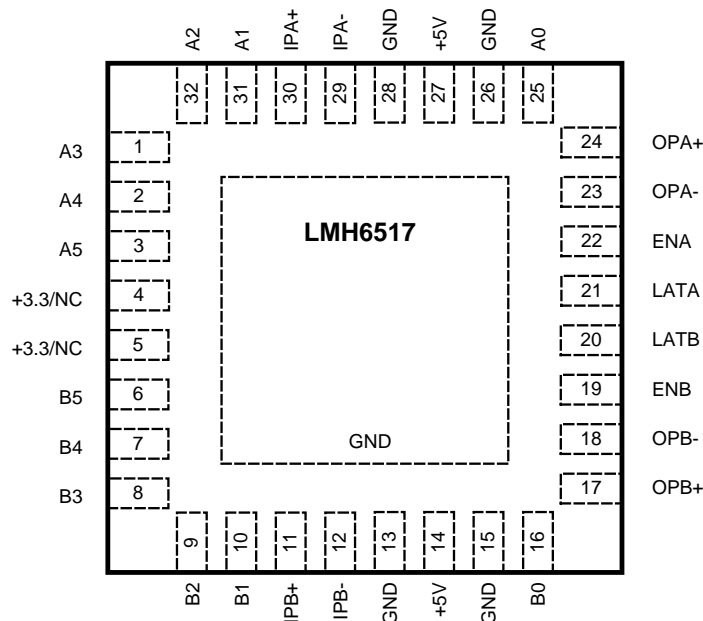 A2 A1 IPA+ IPA- GND +5V GND A0
32 31 30 29 28 27 26 25
A3 1
A4 2
A5 3
+3.3/NC 4
+3.3/NC 5
B5 6
B4 7
B3 8
LMH6517
GND
24 OPA+
23 OPA-
22 ENA
21 LATA
20 LATB
19 ENB
18 OPB-
17 OPB+
9 10 11 12 13 14 15 16
B2 B1 IPB+ IPB- GND +5V GND B0